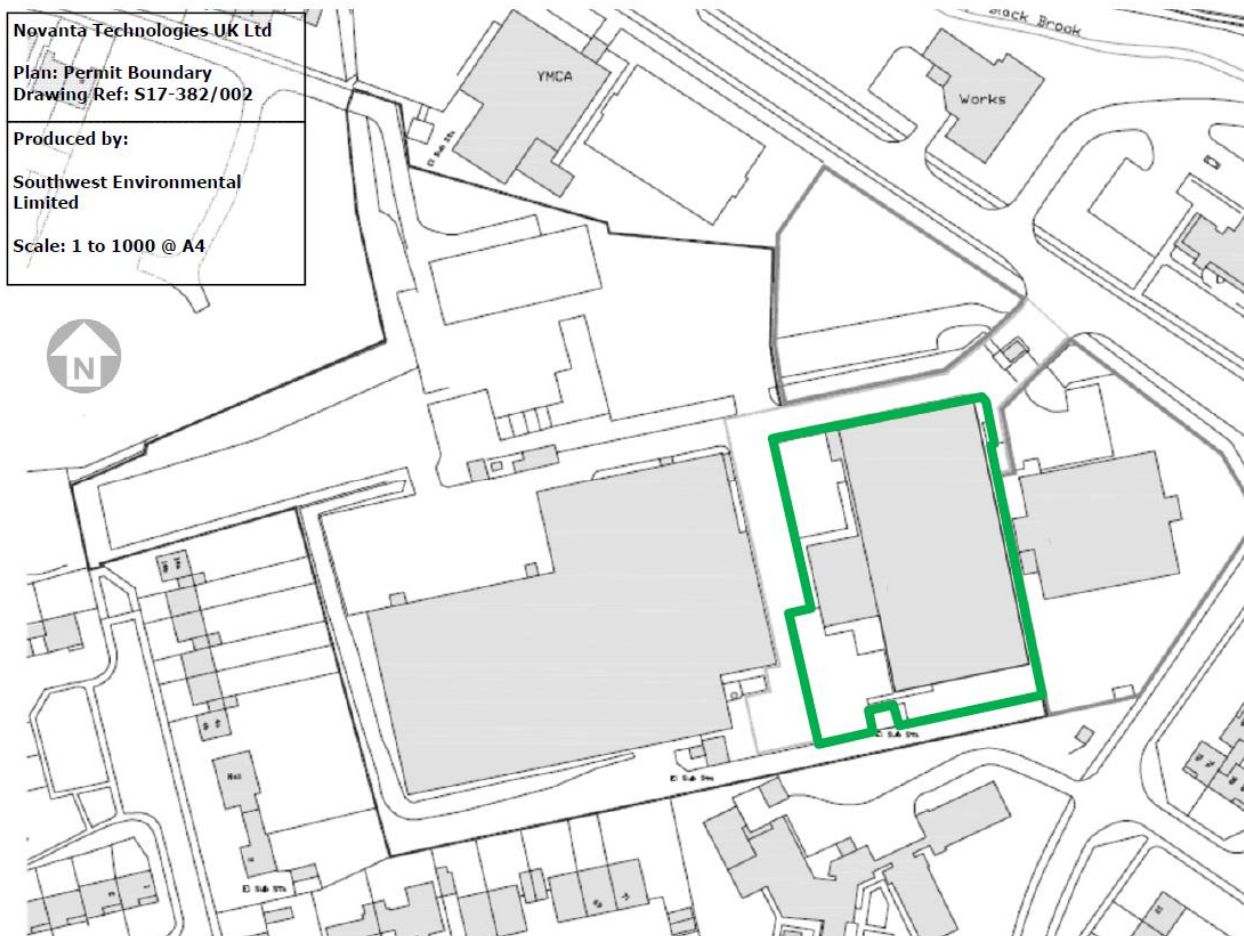 Novanta Technologies UK Ltd
Plan: Permit Boundary
Drawing Ref: S17-382/002
Produced by:
Southwest Environmental
Limited
Scale: 1 to 1000 @ A4
N
YMCA
Black Brook
Works
El Sub Sta
El Sub Sta
El Sub Sta
Hall
El Sub Sta